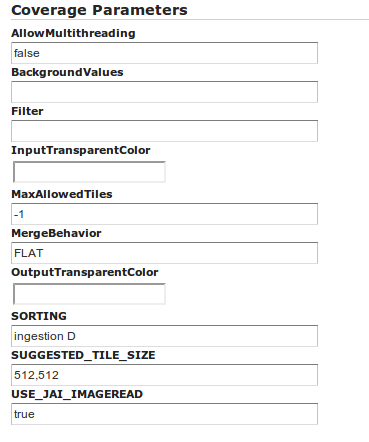 Coverage Parameters
AllowMultithreading
false
BackgroundValues
Filter
InputTransparentColor
MaxAllowedTiles
-1
MergeBehavior
FLAT
OutputTransparentColor
SORTING
ingestion D
SUGGESTED_TILE_SIZE
512,512
USE_JAI_IMAGEREAD
true